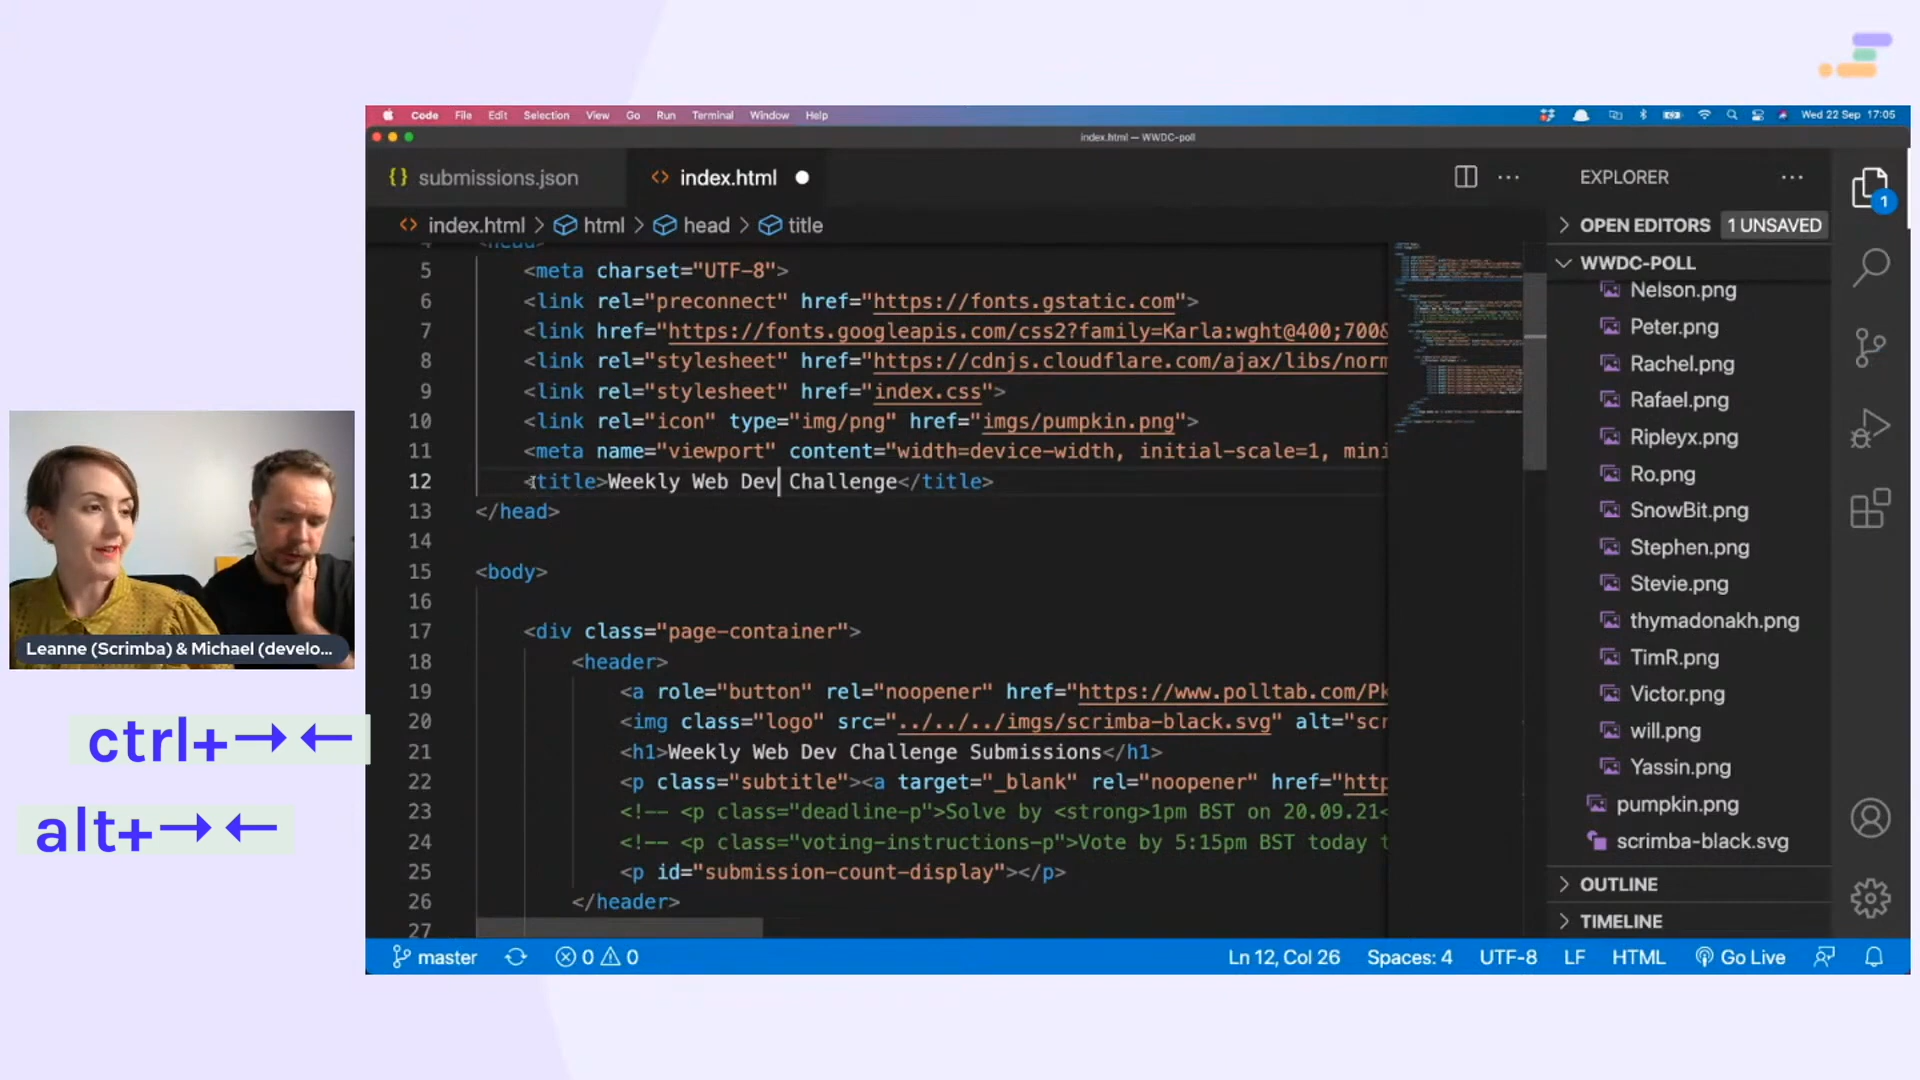 Code File Edit Selection View Go Run Terminal Window Help
Wed 22 Sep 17:05
index.html — WWDC-poll
{} submissions.json
<> index.html ●
EXPLORER
<> index.html > html > head > title
OPEN EDITORS 1 UNSAVED
1
WWDC-POLL
4 <head>
5 <meta charset="UTF-8">
6 <link rel="preconnect" href="https://fonts.gstatic.com">
7 <link href="https://fonts.googleapis.com/css2?family=Karla:wght@400;700&
8 <link rel="stylesheet" href="https://cdnjs.cloudflare.com/ajax/libs/norm
9 <link rel="stylesheet" href="index.css">
10 <link rel="icon" type="img/png" href="imgs/pumpkin.png">
11 <meta name="viewport" content="width=device-width, initial-scale=1, mini
12 <title>Weekly Web Dev Challenge</title>
13 </head>
14
15 <body>
16
17 <div class="page-container">
18 <header>
19 <a role="button" rel="noopener" href="https://www.polltab.com/Pk
20 <img class="logo" src="../../../imgs/scrimba-black.svg" alt="scr
21 <h1>Weekly Web Dev Challenge Submissions</h1>
22 <p class="subtitle"><a target="_blank" rel="noopener" href="http
23 <!-- <p class="deadline-p">Solve by <strong>1pm BST on 20.09.21<
24 <!-- <p class="voting-instructions-p">Vote by 5:15pm BST today t
25 <p id="submission-count-display"></p>
26 </header>
27
Nelson.png
Peter.png
Rachel.png
Rafael.png
Ripleyx.png
Ro.png
SnowBit.png
Stephen.png
Stevie.png
thymadonakh.png
TimR.png
Victor.png
will.png
Yassin.png
pumpkin.png
scrimba-black.svg
OUTLINE
TIMELINE
Leanne (Scrimba) & Michael (develo...
ctrl+→←
alt+→←
master 0 0 Ln 12, Col 26 Spaces: 4 UTF-8 LF HTML Go Live